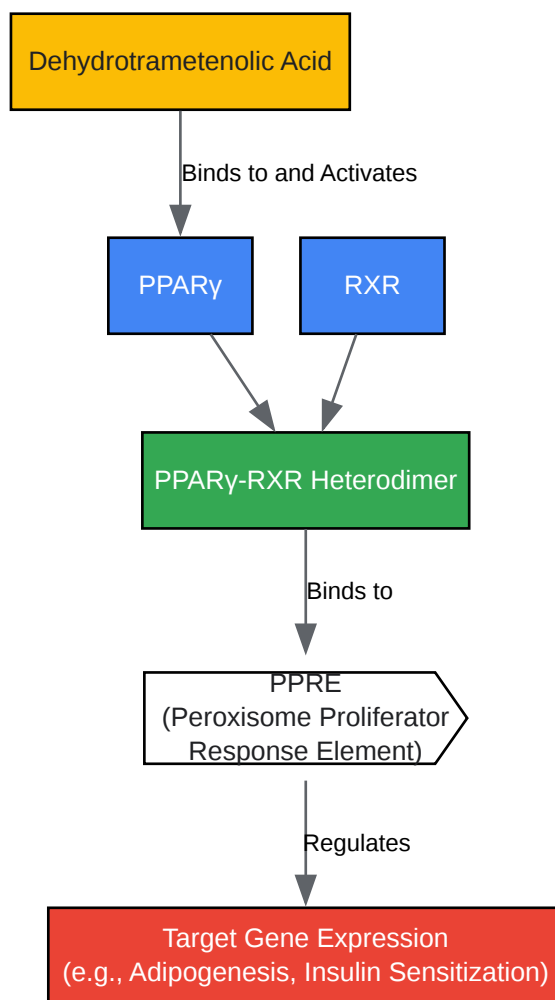 Dehydrotrametenolic Acid
Binds to and Activates
PPARγ
RXR
PPARγ-RXR Heterodimer
Binds to
PPRE
(Peroxisome Proliferator
Response Element)
Regulates
Target Gene Expression
(e.g., Adipogenesis, Insulin Sensitization)